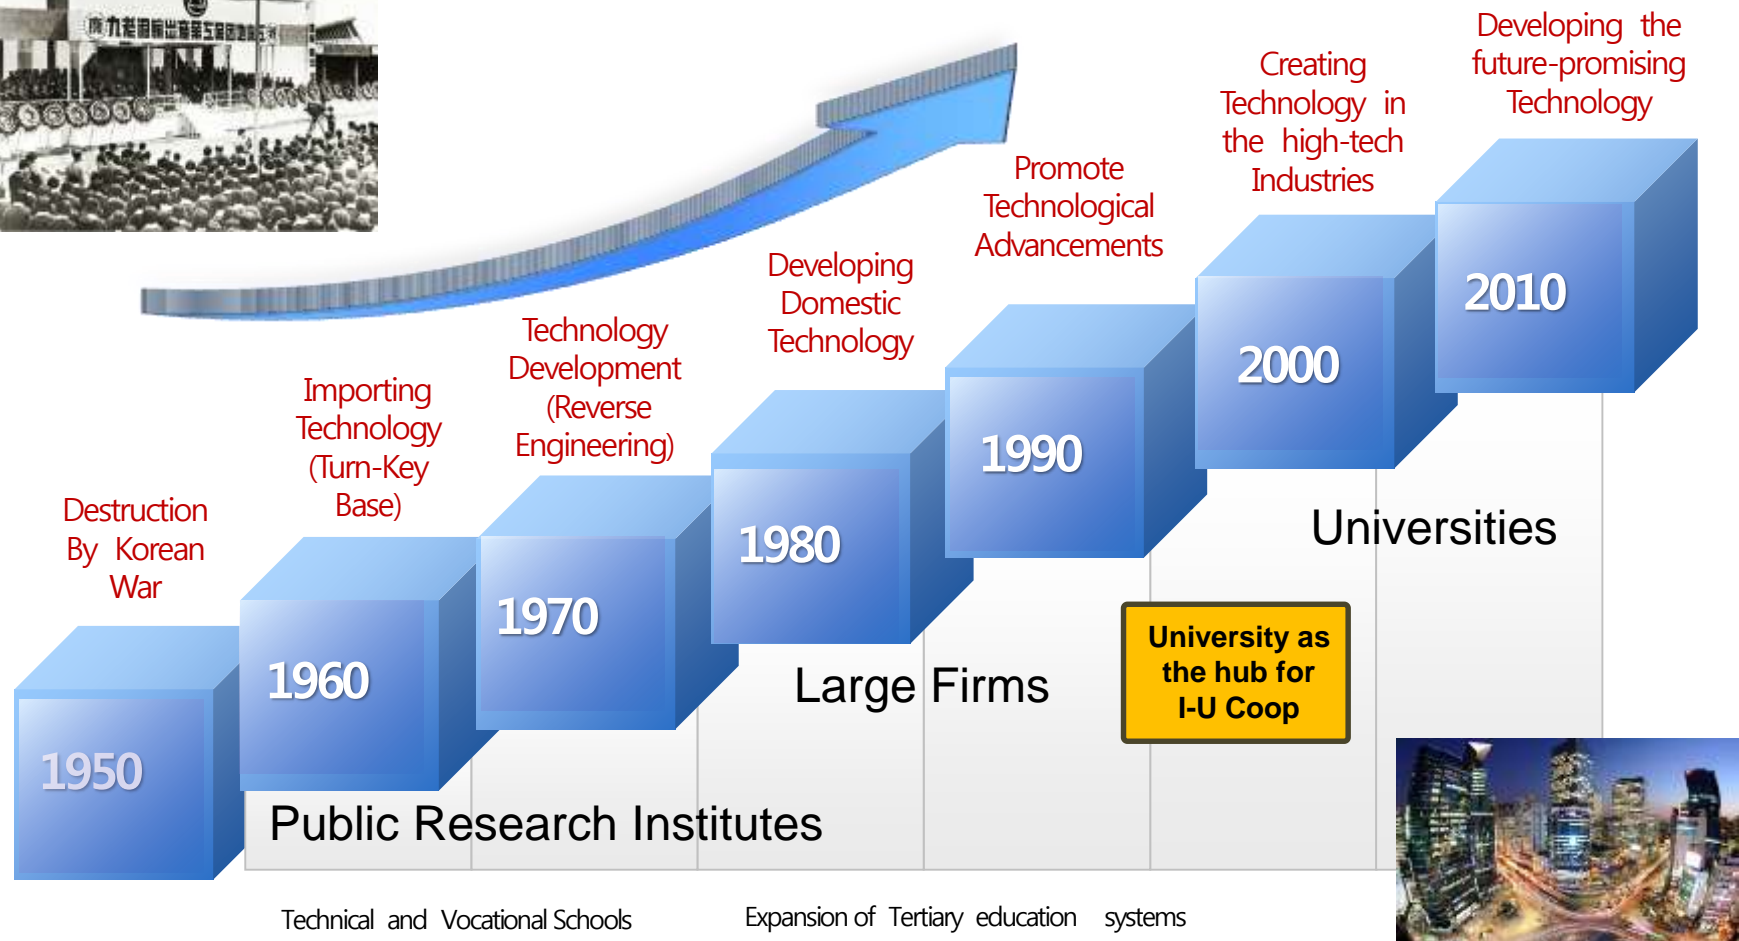 Developing the
future-promising
Technology
Creating
Technology in
the high-tech
Industries
Promote
Technological
Advancements
Developing
Domestic
Technology
Technology
Development
(Reverse
Engineering)
Importing
Technology
(Turn-Key
Base)
Destruction
By Korean
War
2010
2000
1990
1980
1970
1960
1950
Universities
University as
the hub for
I-U Coop
Large Firms
Public Research Institutes
Technical and Vocational Schools
Expansion of Tertiary education systems